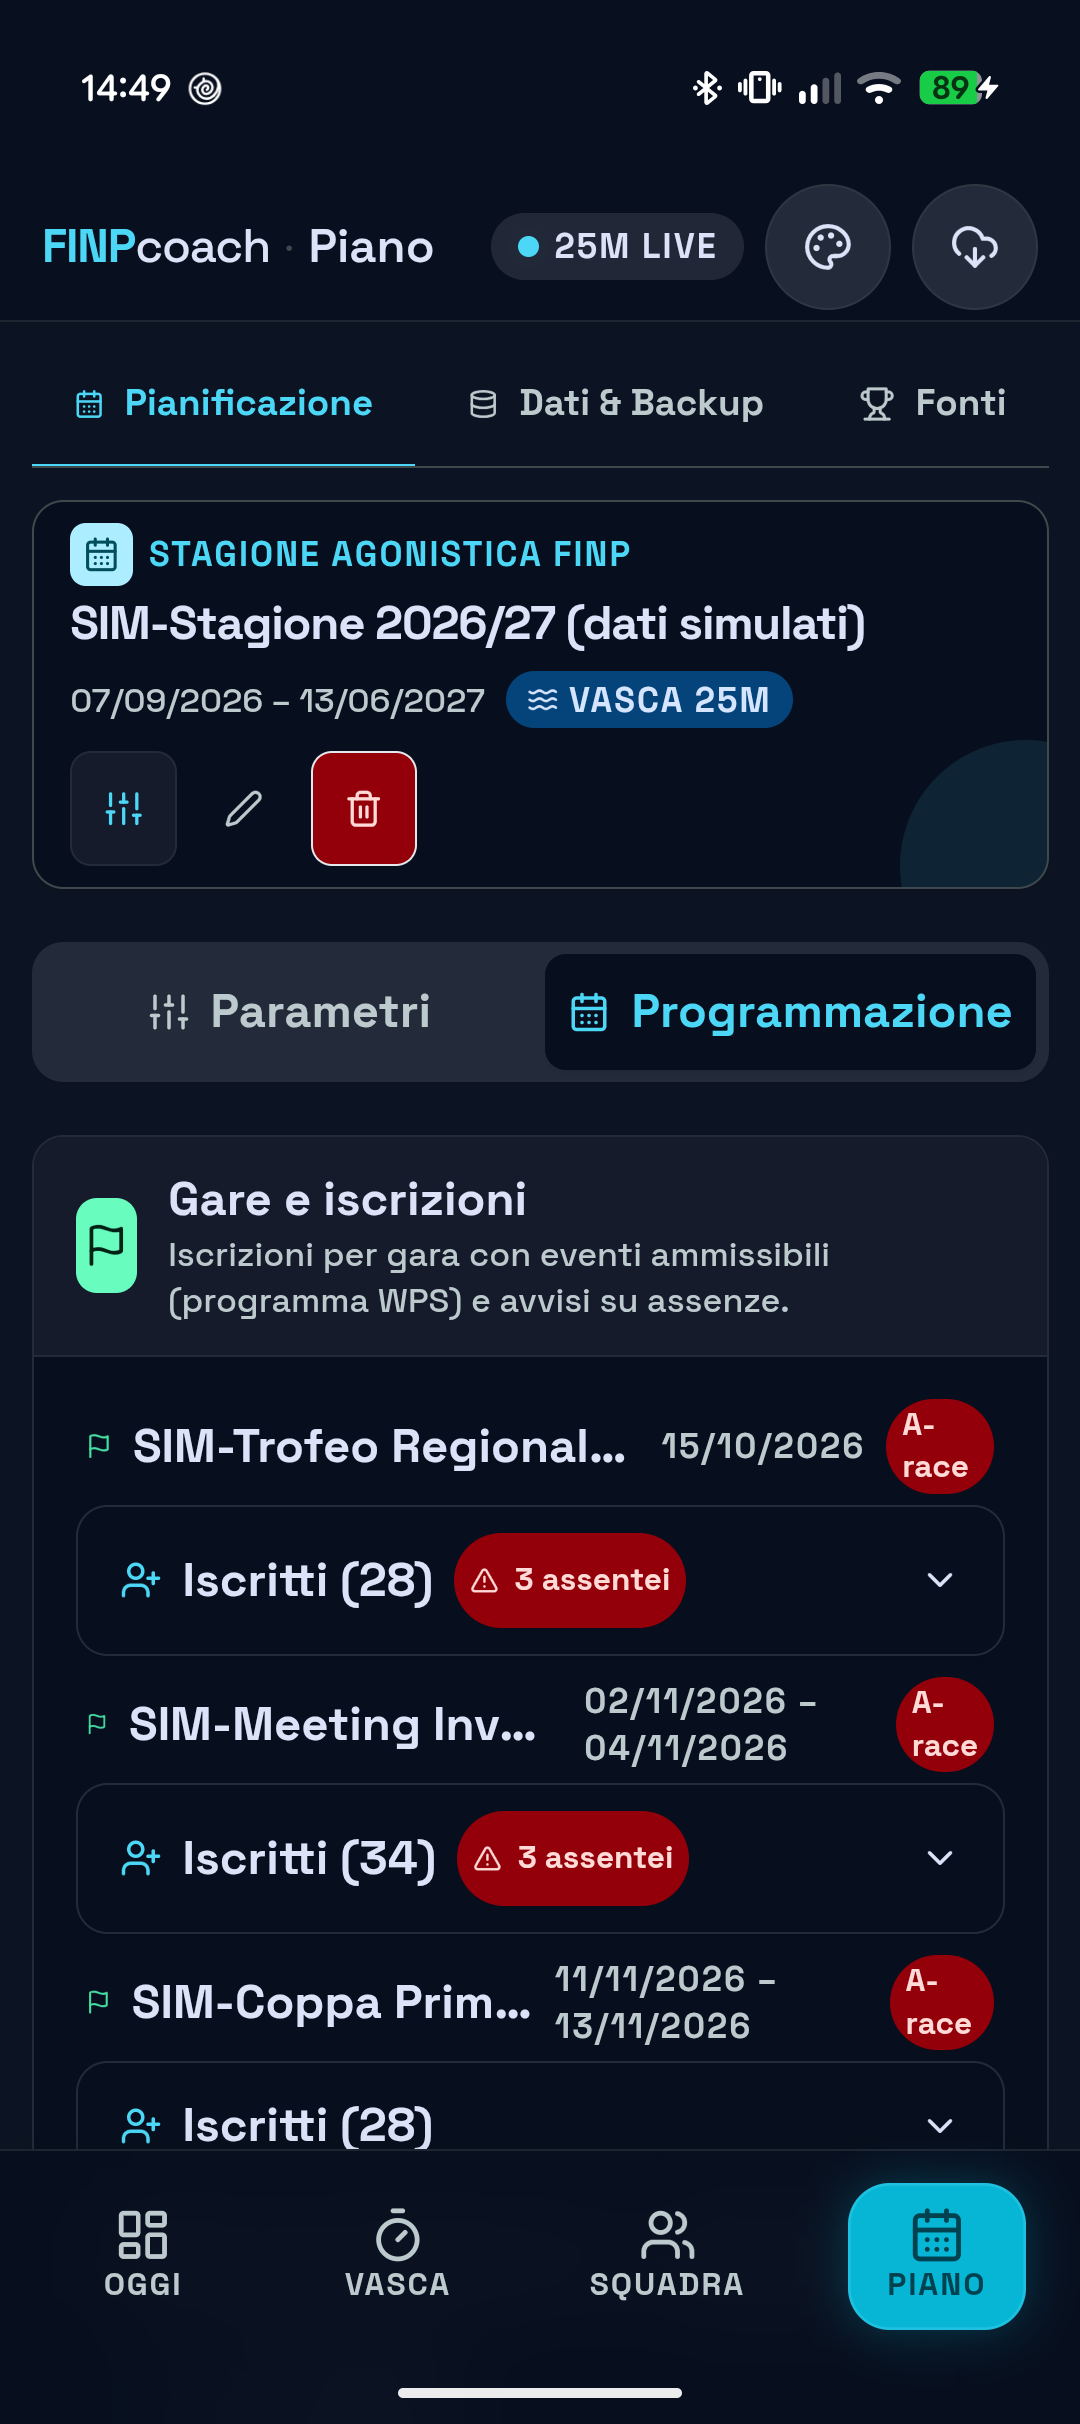 14:49
89
FINPcoach · Piano
25M LIVE
Pianificazione
Dati & Backup
Fonti
STAGIONE AGONISTICA FINP
SIM-Stagione 2026/27 (dati simulati)
07/09/2026 – 13/06/2027
VASCA 25M
Parametri
Programmazione
Gare e iscrizioni
Iscrizioni per gara con eventi ammissibili
(programma WPS) e avvisi su assenze.
SIM-Trofeo Regional...
15/10/2026
A-
race
Iscritti (28)
3 assentei
SIM-Meeting Inv...
02/11/2026 –
04/11/2026
A-
race
Iscritti (34)
3 assentei
SIM-Coppa Prim...
11/11/2026 –
13/11/2026
A-
race
Iscritti (28)
OGGI
VASCA
SQUADRA
PIANO